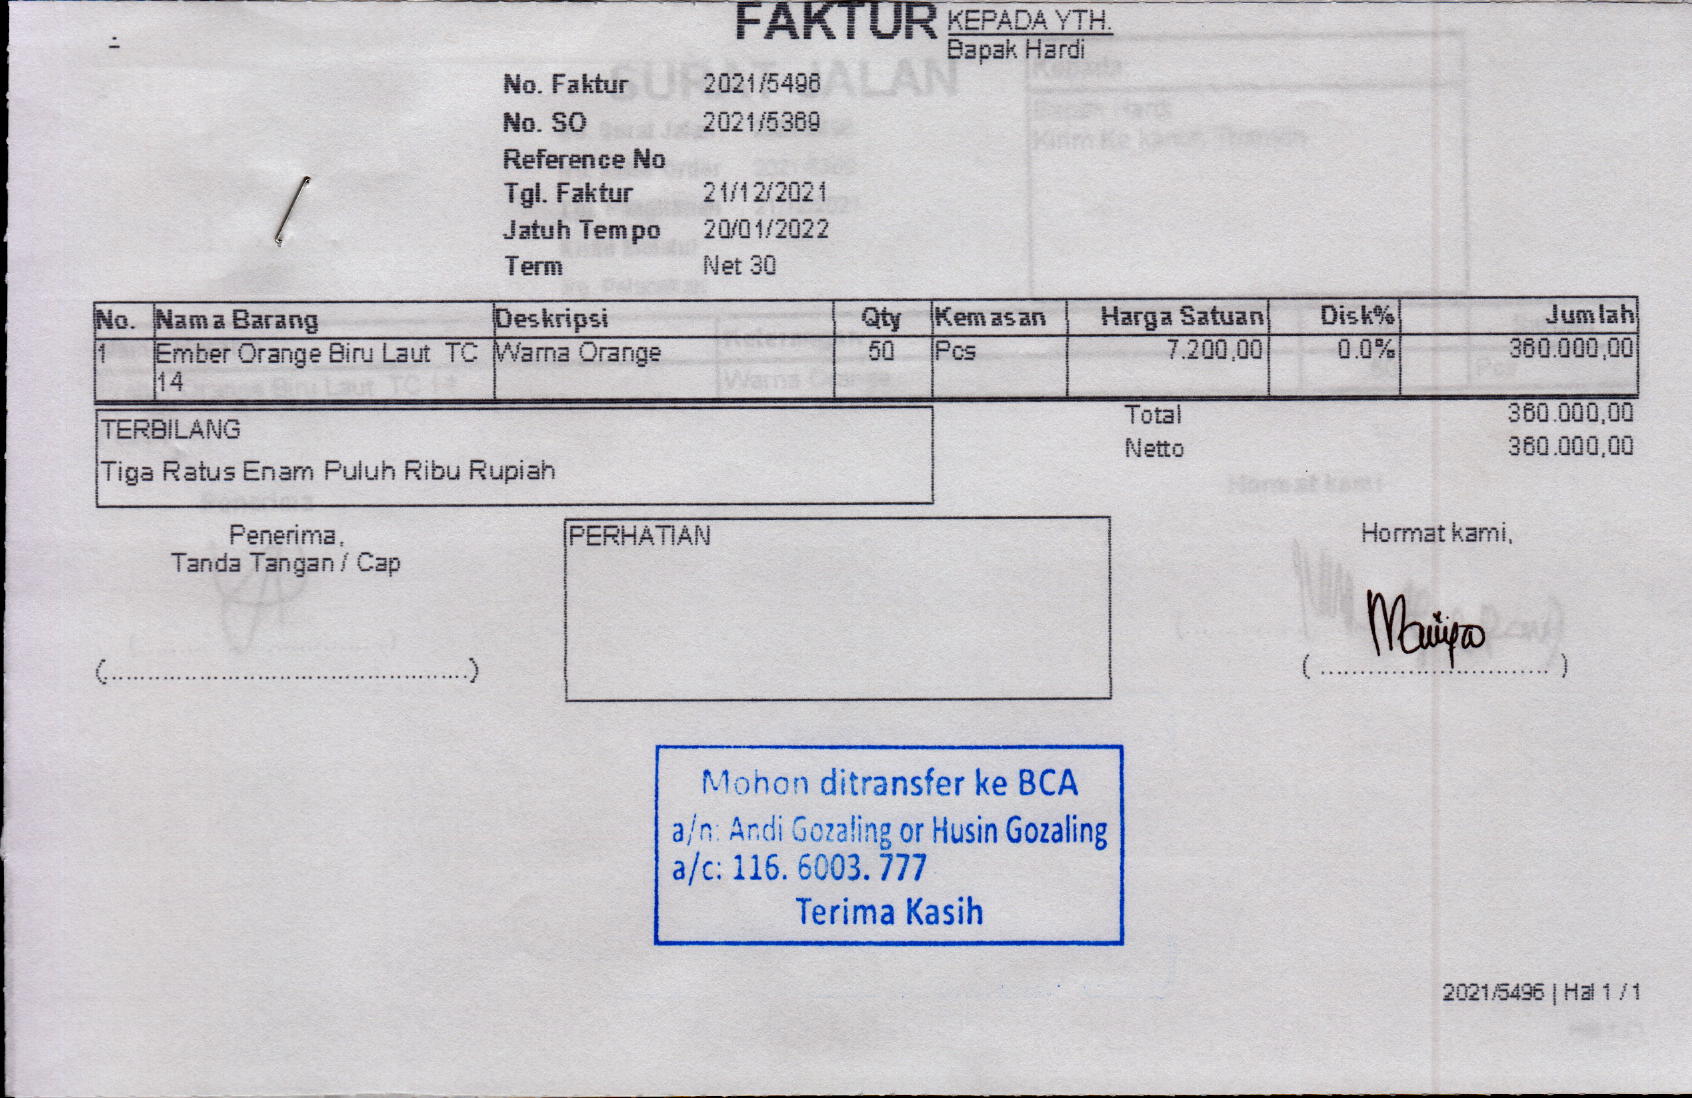 FAKTUR
KEPADA YTH.
Bapak Hardi
No. Faktur 2021/5496
No. SO 2021/5369
Reference No
Tgl. Faktur 21/12/2021
Jatuh Tempo 20/01/2022
Term Net 30
No. Nama Barang Deskripsi Qty Kemasan Harga Satuan Disk% Jumlah
1 Ember Orange Biru Laut TC Warna Orange 50 Pcs 7.200,00 0.0% 360.000,00
14
Total 360.000,00
TERBILANG
Netto 360.000,00
Tiga Ratus Enam Puluh Ribu Rupiah
Penerima,
Tanda Tangan / Cap
PERHATIAN
Hormat kami,
(..............................................)
(..............................)
Mohon ditransfer ke BCA
a/n: Andi Gozaling or Husin Gozaling
a/c: 116. 6003. 777
Terima Kasih
2021/5496 | Hal 1 / 1